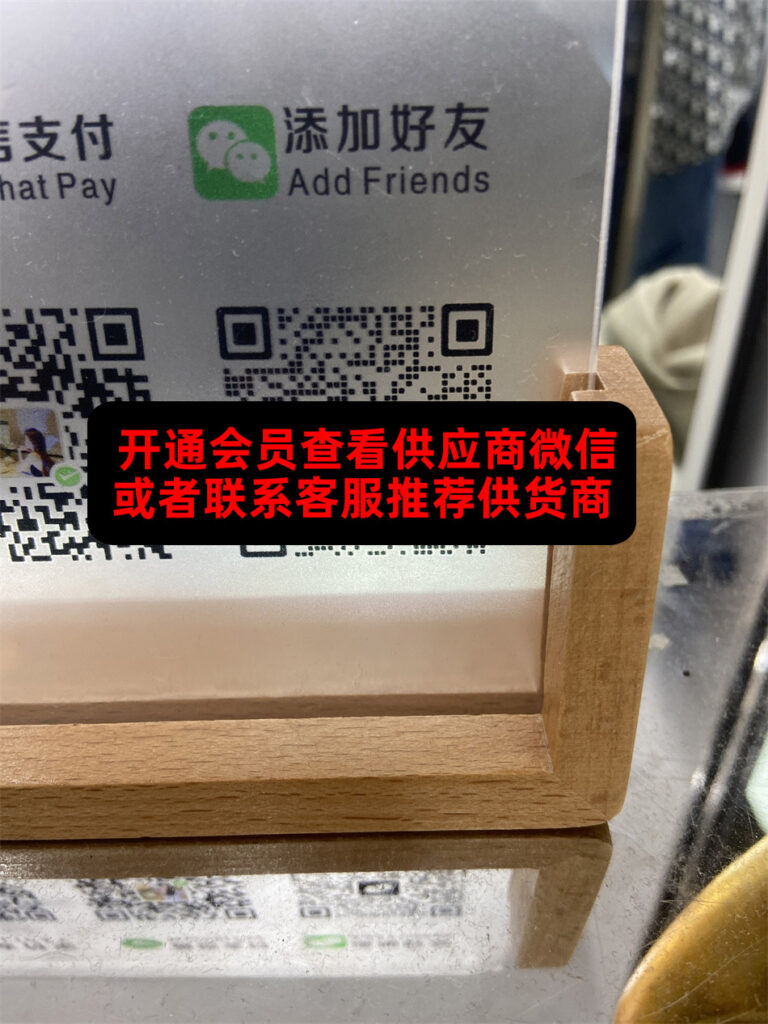 信支付 添加好友
hat Pay Add Friends
开通会员查看供应商微信
或者联系客服推荐供货商